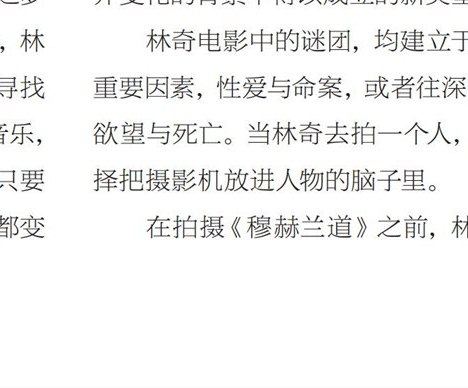 ，林
寻找
音乐，
只要
都变
林奇电影中的谜团，均建立于
重要因素，性爱与命案，或者往深
欲望与死亡。当林奇去拍一个人，
择把摄影机放进人物的脑子里。
在拍摄《穆赫兰道》之前，林